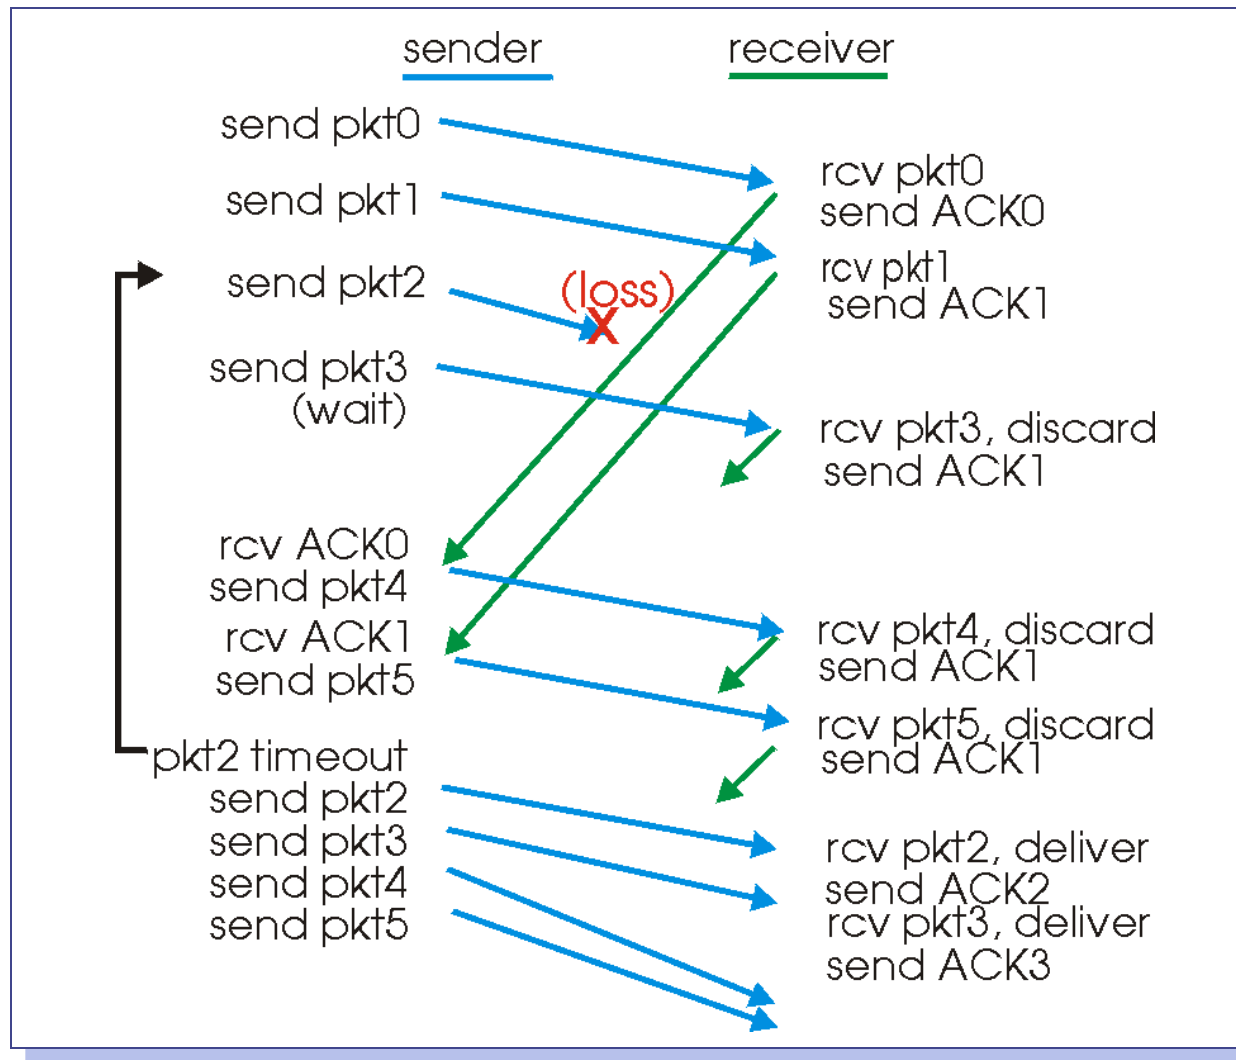 sender
receiver
send pkt0
send pkt1
send pkt2
(loss)
X
send pkt3
(wait)
rcv ACK0
send pkt4
rcv ACK1
send pkt5
pkt2 timeout
send pkt2
send pkt3
send pkt4
send pkt5
rcv pkt0
send ACK0
rcv pkt1
send ACK1
rcv pkt3, discard
send ACK1
rcv pkt4, discard
send ACK1
rcv pkt5, discard
send ACK1
rcv pkt2, deliver
send ACK2
rcv pkt3, deliver
send ACK3